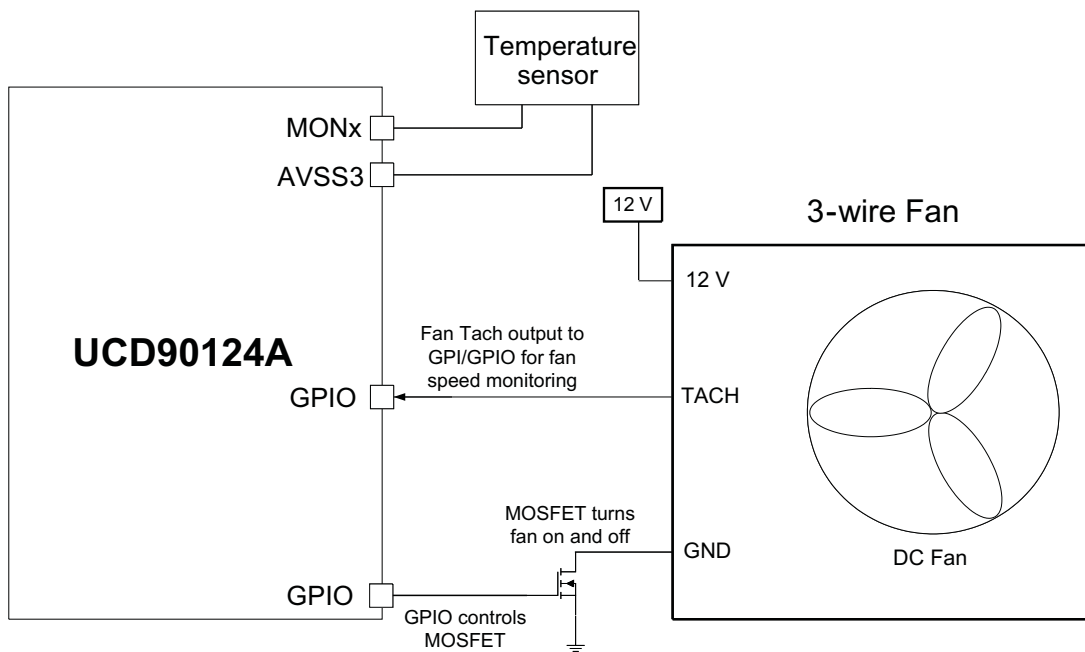 Temperature
sensor
MONx
AVSS3
12 V
3-wire Fan
12 V
Fan Tach output to
GPI/GPIO for fan
speed monitoring
UCD90124A
GPIO
TACH
MOSFET turns
fan on and off
GND
DC Fan
GPIO
GPIO controls
MOSFET